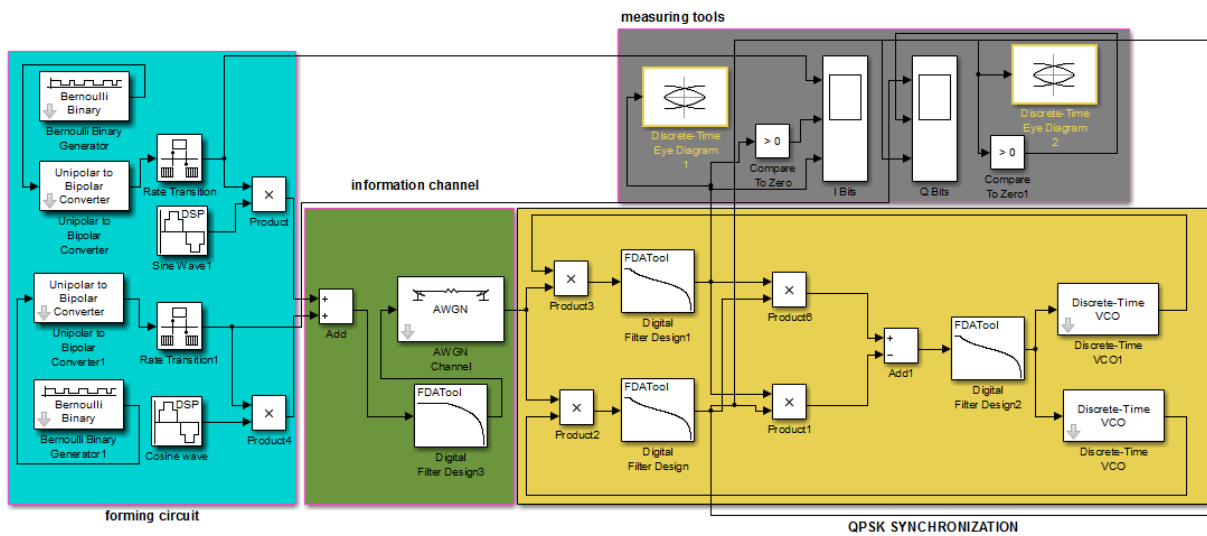 measuring tools
Bernoulli
Binary
Bernoulli Binary
Generator
Unipolar to
Bipolar
Converter
Unipolar to
Bipolar
Converter
Rate Transition
DSP
Sine Wave1
×
Product
Unipolar to
Bipolar
Converter
Unipolar to
Bipolar
Converter1
Rate Transition1
Bernoulli
Binary
Bernoulli Binary
Generator1
DSP
Cosine wave
×
Product4
forming circuit
information channel
+
+
Add
AWGN
AWGN
Channel
FDATool
Digital
Filter Design3
Discrete-Time
Eye Diagram
1
> 0
Compare
To Zero
I Bits
Q Bits
Discrete-Time
Eye Diagram
2
> 0
Compare
To Zero1
×
Product3
FDATool
Digital
Filter Design1
×
Product6
×
Product2
FDATool
Digital
Filter Design
×
Product1
+
−
Add1
FDATool
Digital
Filter Design2
Discrete-Time
VCO
Discrete-Time
VCO1
Discrete-Time
VCO
Discrete-Time
VCO
QPSK SYNCHRONIZATION